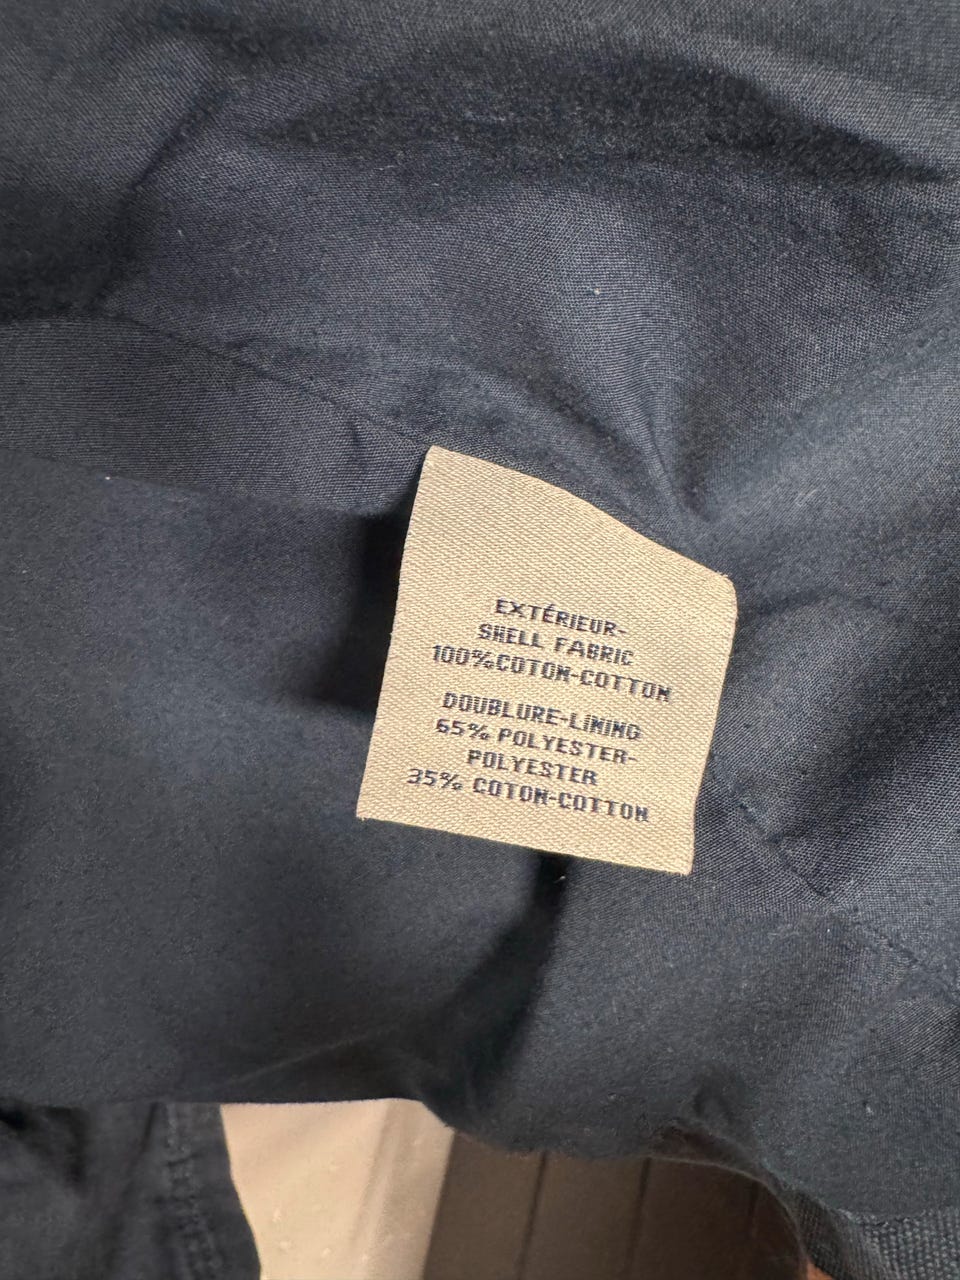 EXTÉRIEUR-
SHELL FABRIC
100%COTON-COTTON
DOUBLURE-LINING
65% POLYESTER-
POLYESTER
35% COTON-COTTON